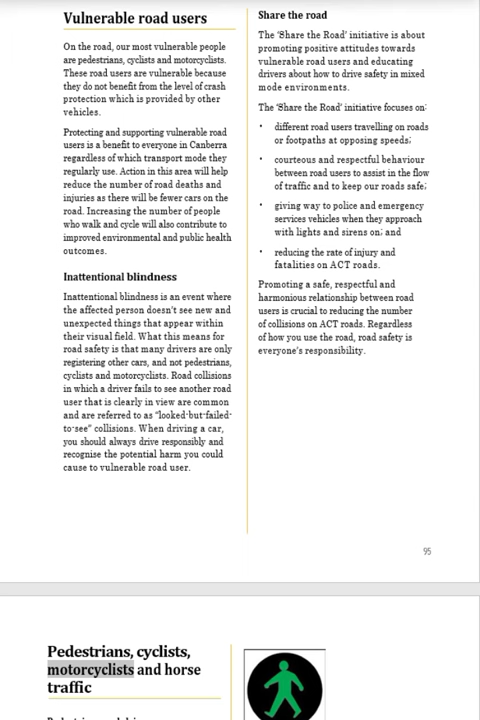 Vulnerable road users
On the road, our most vulnerable people
are pedestrians, cyclists and motorcyclists.
These road users are vulnerable because
they do not benefit from the level of crash
protection which is provided by other
vehicles.
Protecting and supporting vulnerable road
users is a benefit to everyone in Canberra
regardless of which transport mode they
regularly use. Action in this area will help
reduce the number of road deaths and
injuries as there will be fewer cars on the
road. Increasing the number of people
who walk and cycle will also contribute to
improved environmental and public health
outcomes.
Inattentional blindness
Inattentional blindness is an event where
the affected person doesn't see new and
unexpected things that appear within
their visual field. What this means for
road safety is that many drivers are only
registering other cars, and not pedestrians,
cyclists and motorcyclists. Road collisions
in which a driver fails to see another road
user that is clearly in view are common
and are referred to as "looked-but-failed-
to-see" collisions. When driving a car,
you should always drive responsibly and
recognise the potential harm you could
cause to vulnerable road user.
Share the road
The 'Share the Road' initiative is about
promoting positive attitudes towards
vulnerable road users and educating
drivers about how to drive safety in mixed
mode environments.
The 'Share the Road' initiative focuses on:
• different road users travelling on roads
or footpaths at opposing speeds;
• courteous and respectful behaviour
between road users to assist in the flow
of traffic and to keep our roads safe;
• giving way to police and emergency
services vehicles when they approach
with lights and sirens on; and
• reducing the rate of injury and
fatalities on ACT roads.
Promoting a safe, respectful and
harmonious relationship between road
users is crucial to reducing the number
of collisions on ACT roads. Regardless
of how you use the road, road safety is
everyone's responsibility.
95
Pedestrians, cyclists,
motorcyclists and horse
traffic